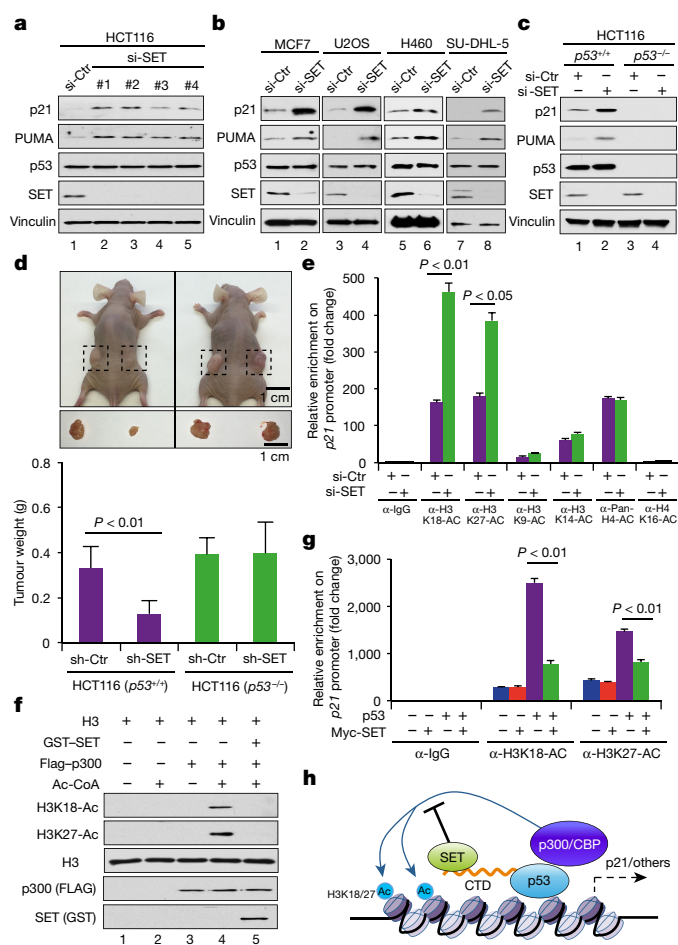 a
HCT116
si-SET
si-Ctr #1 #2 #3 #4
p21
PUMA
p53
SET
Vinculin
1 2 3 4 5
b
MCF7 U2OS H460 SU-DHL-5
si-Ctr si-SET si-Ctr si-SET si-Ctr si-SET si-Ctr si-SET
p21
PUMA
p53
SET
Vinculin
1 2 3 4 5 6 7 8
c
HCT116
p53+/+ p53−/−
si-Ctr + − + −
si-SET − + − +
p21
PUMA
p53
SET
Vinculin
1 2 3 4
d
1 cm
1 cm
Tumour weight (g)
0.8
0.6
0.4
0.2
0
P < 0.01
sh-Ctr sh-SET sh-Ctr sh-SET
HCT116 (p53+/+) HCT116 (p53−/−)
e
Relative enrichment on
p21 promoter (fold change)
500
400
300
200
100
0
P < 0.01
P < 0.05
si-Ctr + − + − + − + − + − + − + −
si-SET − + − + − + − + − + − + − +
α-IgG α-H3 α-H3 α-H3 α-H3 α-Pan- α-H4
K18-AC K27-AC K9-AC K14-AC H4-AC K16-AC
f
H3 + + + + +
GST–SET − − − − +
Flag–p300 − − + + +
Ac-CoA − + − + +
H3K18-Ac
H3K27-Ac
H3
p300 (FLAG)
SET (GST)
1 2 3 4 5
g
Relative enrichment on
p21 promoter (fold change)
3,000
2,000
1,000
0
P < 0.01
P < 0.01
p53 − − + + − − + + − − + +
Myc-SET − + − + − + − + − + − +
α-IgG α-H3K18-AC α-H3K27-AC
h
p300/CBP
SET
p21/others
p53
CTD
H3K18/27 Ac Ac